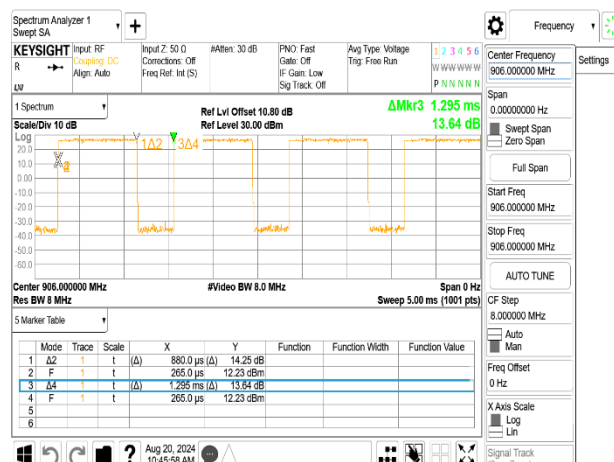 Spectrum Analyzer 1
Swept SA
Frequency
Settings
KEYSIGHT
R
Input: RF
Coupling: DC
Align: Auto
Input Z: 50 Ω
Corrections: Off
Freq Ref: Int (S)
#Atten: 30 dB
PNO: Fast
Gate: Off
IF Gain: Low
Sig Track: Off
Avg Type: Voltage
Trig: Free Run
1 2 3 4 5 6
W W W W W W
P N N N N N
1 Spectrum
Scale/Div 10 dB
Ref Lvl Offset 10.80 dB
Ref Level 30.00 dBm
ΔMkr3 1.295 ms
13.64 dB
Log
20.0
10.0
0.00
-10.0
-20.0
-30.0
-40.0
-50.0
-60.0
1Δ2
3Δ4
Center 906.000000 MHz
Res BW 8 MHz
#Video BW 8.0 MHz
Span 0 Hz
Sweep 5.00 ms (1001 pts)
5 Marker Table
Mode Trace Scale X Y Function Function Width Function Value
1 Δ2 1 t (Δ) 880.0 µs (Δ) 14.25 dB
2 F 1 t 265.0 µs 12.23 dBm
3 Δ4 1 t (Δ) 1.295 ms (Δ) 13.64 dB
4 F 1 t 265.0 µs 12.23 dBm
5
6
Aug 20, 2024
10:45:58 AM
Center Frequency
906.000000 MHz
Span
0.00000000 Hz
Swept Span
Zero Span
Full Span
Start Freq
906.000000 MHz
Stop Freq
906.000000 MHz
AUTO TUNE
CF Step
8.000000 MHz
Auto
Man
Freq Offset
0 Hz
X Axis Scale
Log
Lin
Signal Track